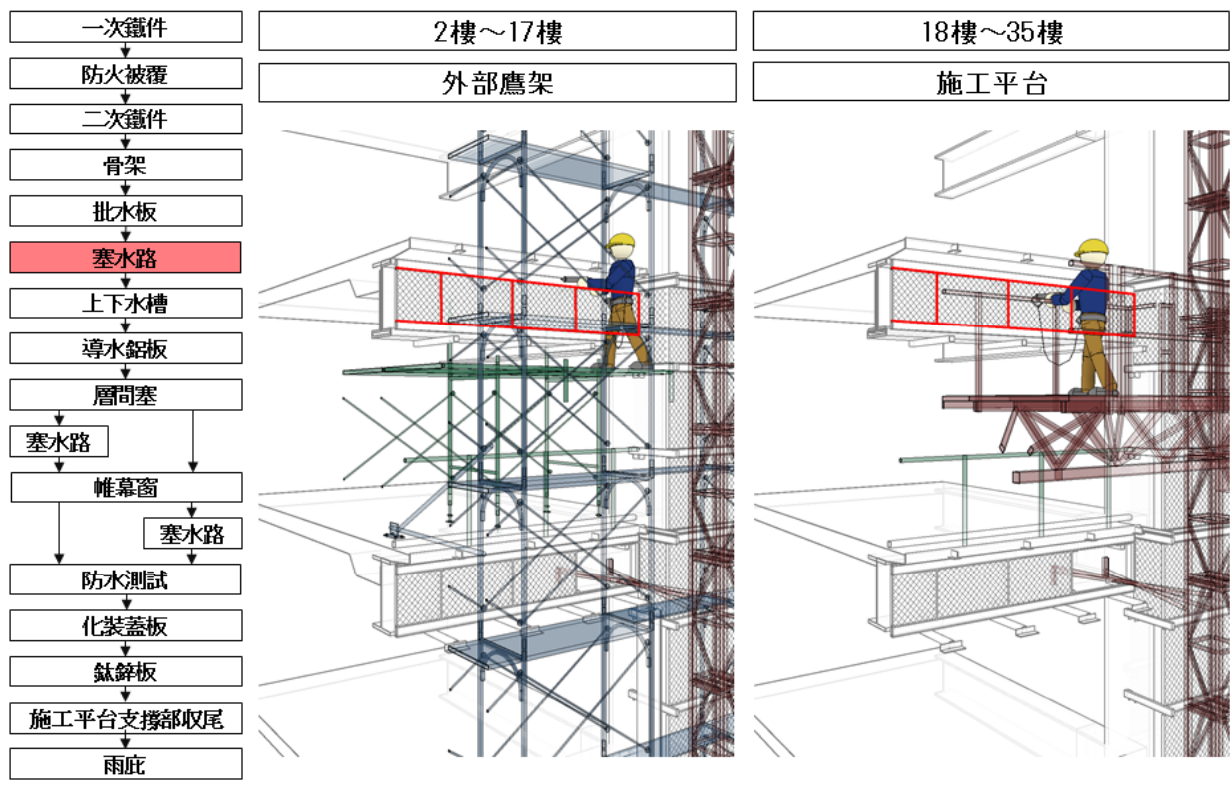 一次鐵件
防火被覆
二次鐵件
骨架
批水板
塞水路
上下水槽
導水鋁板
層間塞
塞水路
帷幕窗
塞水路
防水測試
化裝蓋板
鈦鋅板
施工平台支撐部收尾
雨庇
2樓～17樓
外部鷹架
18樓～35樓
施工平台